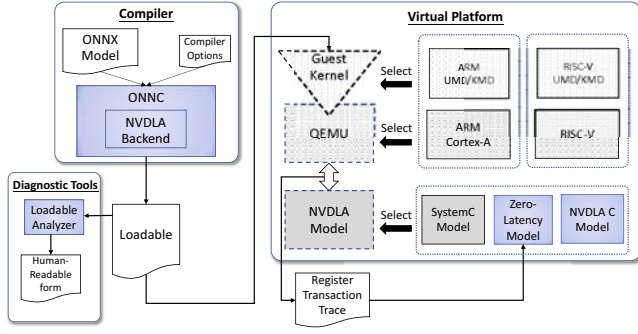 Compiler
ONNX
Model
Compiler
Options
ONNC
NVDLA
Backend
Diagnostic Tools
Loadable
Analyzer
Human-
Readable
form
Loadable
Virtual Platform
Guest
Kernel
Select
ARM
UMD/KMD
RISC-V
UMD/KMD
QEMU
Select
ARM
Cortex-A
RISC-V
NVDLA
Model
Select
SystemC
Model
Zero-
Latency
Model
NVDLA C
Model
Register
Transaction
Trace